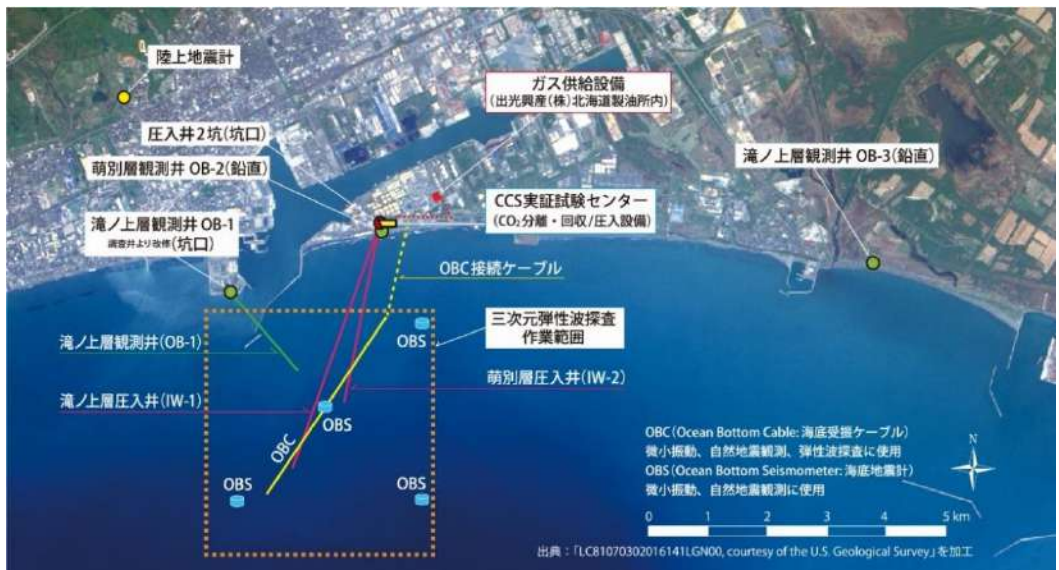 陸上地震計
ガス供給設備
(出光興産(株)北海道製油所内)
圧入井2坑(坑口)
萌別層観測井 OB-2(鉛直)
滝ノ上層観測井 OB-3(鉛直)
滝ノ上層観測井 OB-1
調査井より改修(坑口)
CCS実証試験センター
(CO₂分離・回収/圧入設備)
OBC接続ケーブル
三次元弾性波探査
作業範囲
OBS
滝ノ上層観測井(OB-1)
萌別層圧入井(IW-2)
滝ノ上層圧入井(IW-1)
OBS
OBC
OBS
OBS
OBC(Ocean Bottom Cable:海底受振ケーブル)
微小振動、自然地震観測、弾性波探査に使用
OBS(Ocean Bottom Seismometer:海底地震計)
微小振動、自然地震観測に使用
N
0 1 2 3 4 5 km
出典:「LC81070302016141LGN00, courtesy of the U.S. Geological Survey」を加工